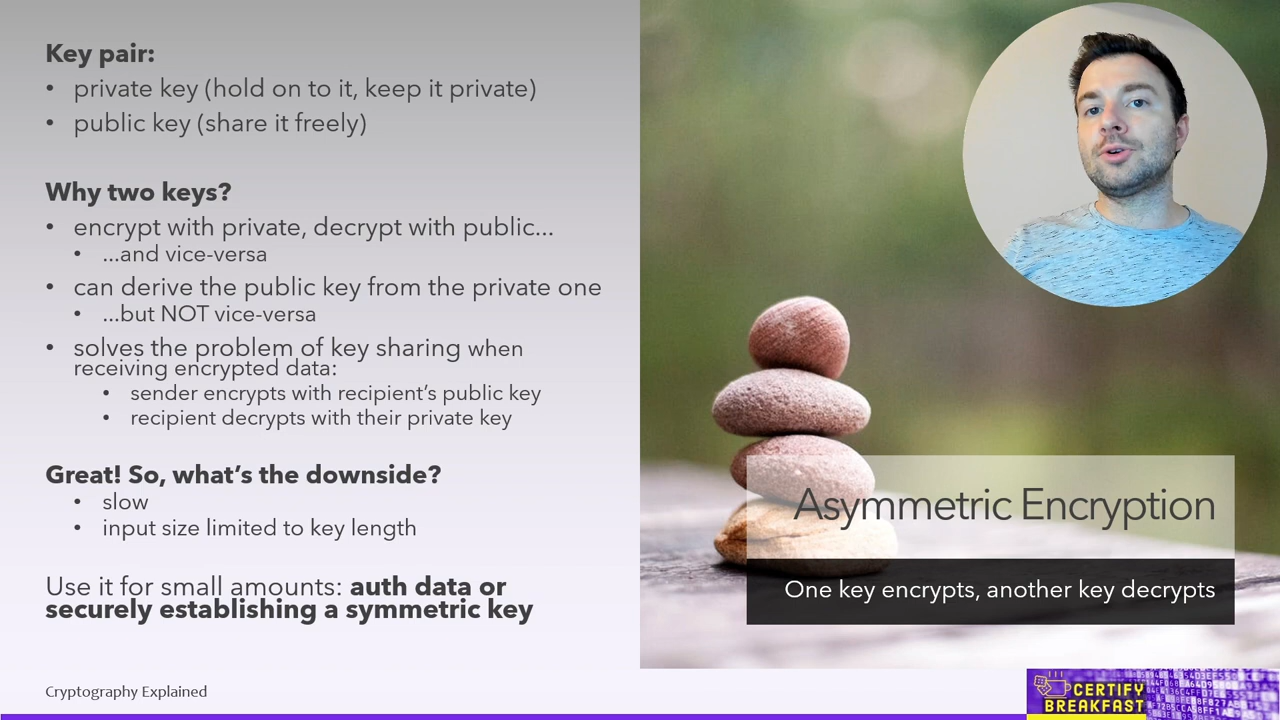 Key pair:
• private key (hold on to it, keep it private)
• public key (share it freely)
Why two keys?
• encrypt with private, decrypt with public...
• ...and vice-versa
• can derive the public key from the private one
• ...but NOT vice-versa
• solves the problem of key sharing when
receiving encrypted data:
• sender encrypts with recipient's public key
• recipient decrypts with their private key
Great! So, what's the downside?
• slow
• input size limited to key length
Use it for small amounts: auth data or
securely establishing a symmetric key
Asymmetric Encryption
One key encrypts, another key decrypts
Cryptography Explained
CERTIFY
BREAKFAST